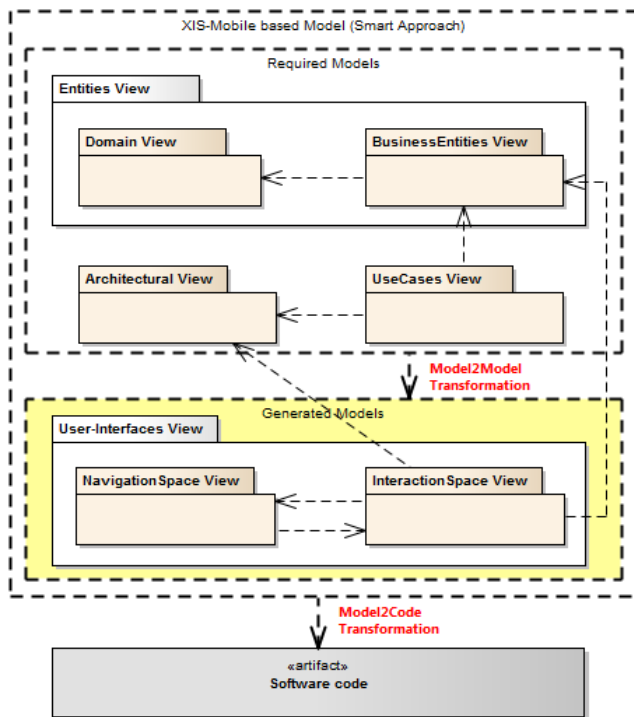 XIS-Mobile based Model (Smart Approach)
Required Models
Entities View
Domain View
BusinessEntities View
Architectural View
UseCases View
Model2Model
Transformation
Generated Models
User-Interfaces View
NavigationSpace View
InteractionSpace View
Model2Code
Transformation
«artifact»
Software code